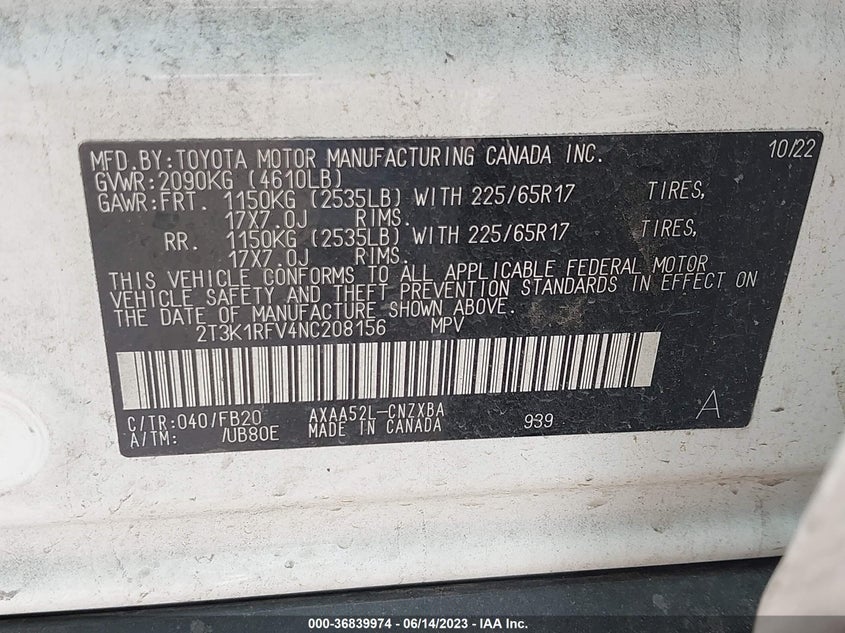 MFD.BY:TOYOTA MOTOR MANUFACTURING CANADA INC. 10/22
GVWR:2090KG (4610LB)
GAWR:FRT. 1150KG (2535LB) WITH 225/65R17 TIRES,
17X7.0J RIMS.
RR. 1150KG (2535LB) WITH 225/65R17 TIRES,
17X7.0J RIMS.
THIS VEHICLE CONFORMS TO ALL APPLICABLE FEDERAL MOTOR
VEHICLE SAFETY AND THEFT PREVENTION STANDARDS IN EFFECT ON
THE DATE OF MANUFACTURE SHOWN ABOVE.
2T3K1RFV4NC208156 MPV
C/TR:040/FB20 AXAA52L-CNZXBA 939 A
A/TM: /UB80E MADE IN CANADA
000-36839974 - 06/14/2023 - IAA Inc.